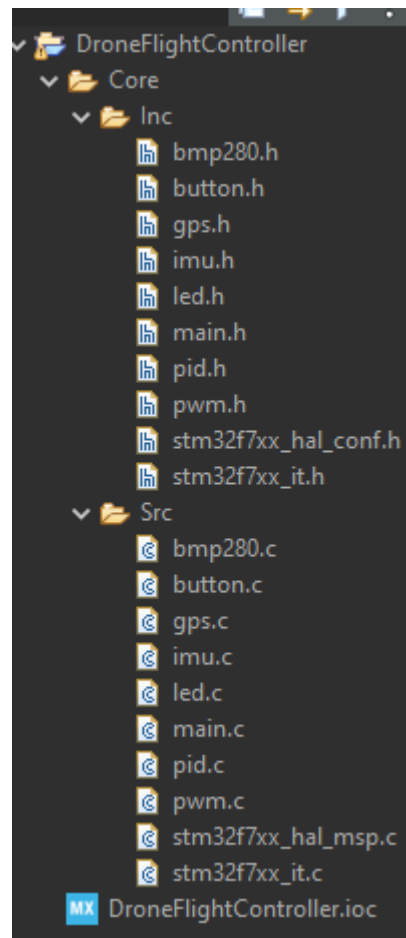 DroneFlightController
Core
Inc
bmp280.h
button.h
gps.h
imu.h
led.h
main.h
pid.h
pwm.h
stm32f7xx_hal_conf.h
stm32f7xx_it.h
Src
bmp280.c
button.c
gps.c
imu.c
led.c
main.c
pid.c
pwm.c
stm32f7xx_hal_msp.c
stm32f7xx_it.c
MX DroneFlightController.ioc